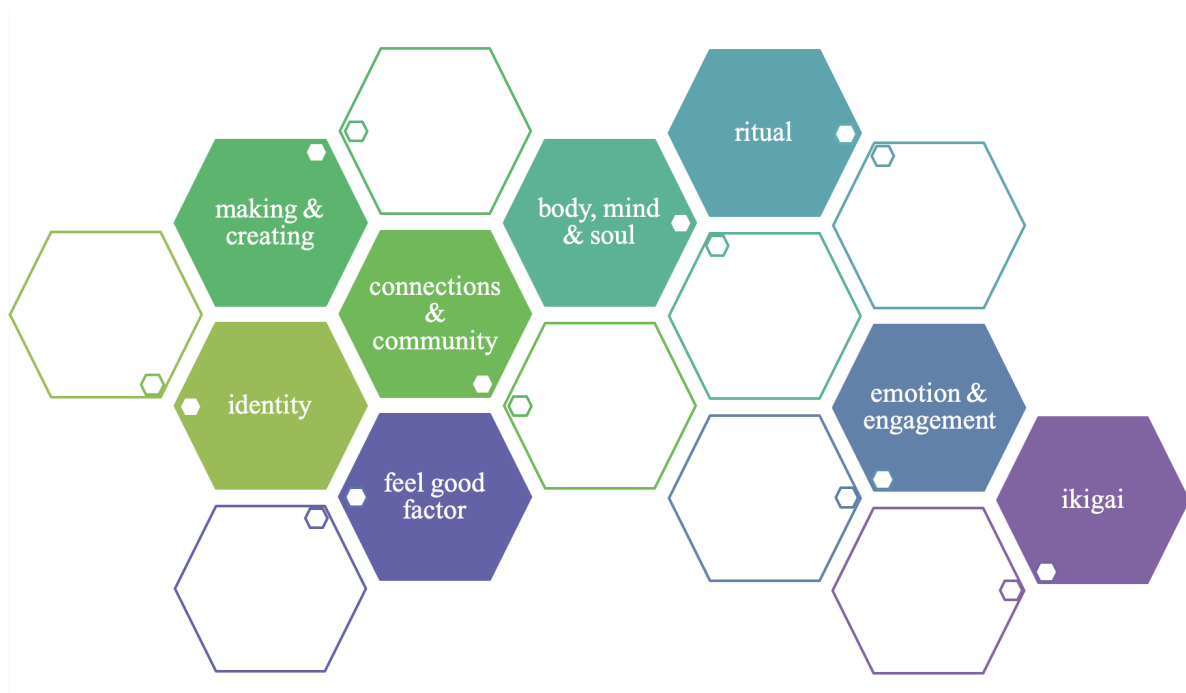 ritual
making &
creating
body, mind
& soul
connections
&
community
identity
emotion &
engagement
feel good
factor
ikigai